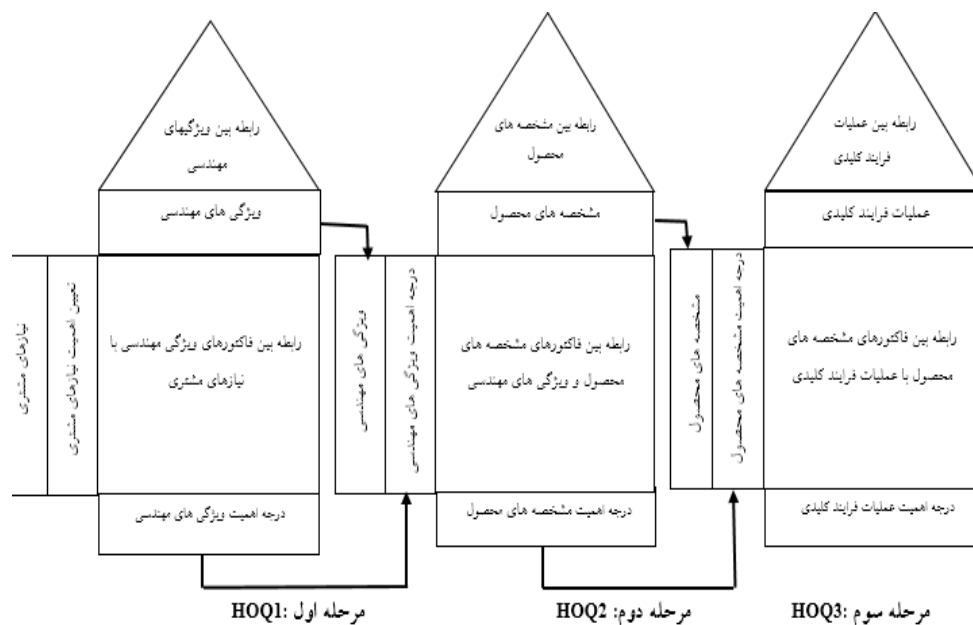 رابطه بین ویژگیهای
مهندسی
ویژگی های مهندسی
نیازهای مشتری
تعیین اهمیت نیازهای مشتری
رابطه بین فاکتورهای ویژگی مهندسی با
نیازهای مشتری
درجه اهمیت ویژگی های مهندسی
مرحله اول :HOQ1
رابطه بین مشخصه های
محصول
مشخصه های محصول
ویژگی های مهندسی
درجه اهمیت ویژگی های مهندسی
رابطه بین فاکتورهای مشخصه های
محصول و ویژگی های مهندسی
درجه اهمیت مشخصه های محصول
مرحله دوم: HOQ2
رابطه بین عملیات
فرایند کلیدی
عملیات فرایند کلیدی
مشخصه های محصول
درجه اهمیت مشخصه های محصول
رابطه بین فاکتورهای مشخصه های
محصول با عملیات فرایند کلیدی
درجه اهمیت عملیات فرایند کلیدی
مرحله سوم :HOQ3